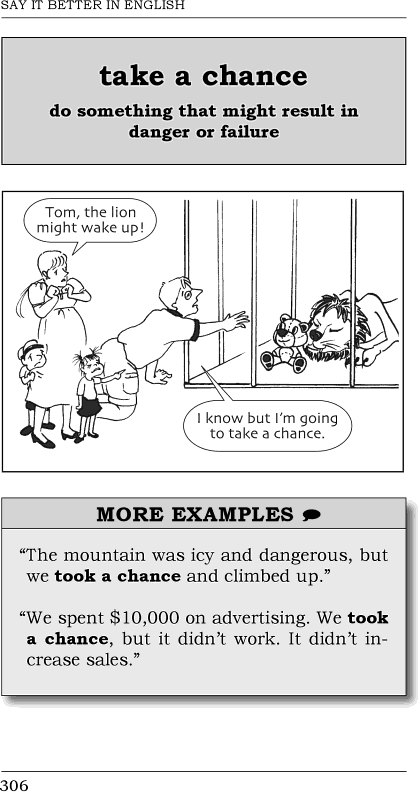 SAY IT BETTER IN ENGLISH
take a chance
do something that might result in
danger or failure
Tom, the lion
might wake up!
I know but I'm going
to take a chance.
MORE EXAMPLES
“The mountain was icy and dangerous, but
we took a chance and climbed up.”
“We spent $10,000 on advertising. We took
a chance, but it didn’t work. It didn’t in-
crease sales.”
306